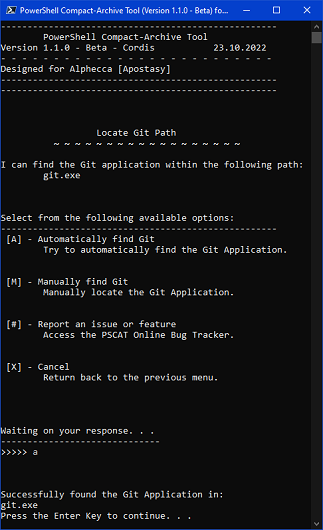 PowerShell Compact-Archive Tool (Version 1.1.0 - Beta) fo...
------------------------------------------------------
PowerShell Compact-Archive Tool
Version 1.1.0 - Beta - Cordis 23.10.2022
- - - - - - - - - - - - - - - - - - - - - - - - - -
Designed for Alphecca [Apostasy]
----------------------------------------------------
----------------------------------------------------
Locate Git Path
~ ~ ~ ~ ~ ~ ~ ~ ~ ~ ~ ~ ~ ~ ~ ~ ~ ~
I can find the Git application within the following path:
git.exe
Select from the following available options:
----------------------------------------------------
[A] - Automatically find Git
Try to automatically find the Git Application.
[M] - Manually find Git
Manually locate the Git Application.
[#] - Report an issue or feature
Access the PSCAT Online Bug Tracker.
[X] - Cancel
Return back to the previous menu.
Waiting on your response. . .
------------------------------
>>>>> a
Successfully found the Git Application in:
git.exe
Press the Enter Key to continue. . .